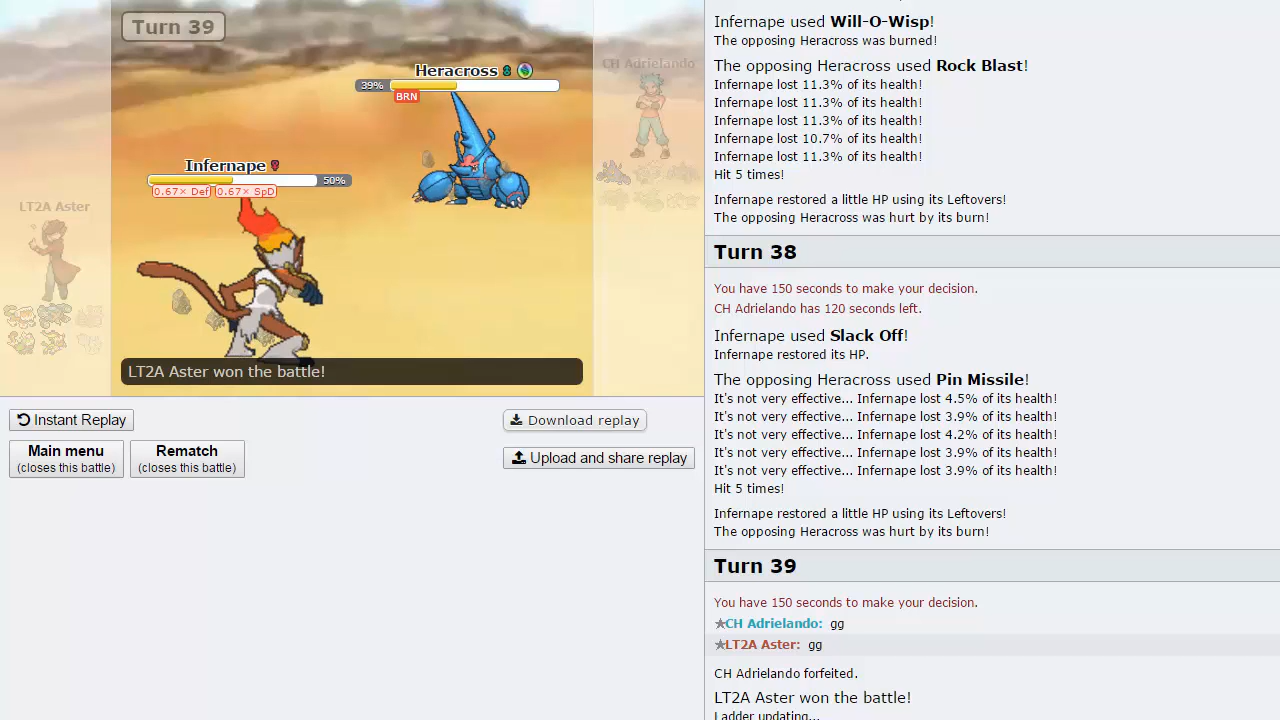 Turn 39
CH Adrielando
Heracross
39%
BRN
Infernape
50%
0.67× Def 0.67× SpD
LT2A Aster
LT2A Aster won the battle!
Instant Replay
Download replay
Main menu
(closes this battle)
Rematch
(closes this battle)
Upload and share replay
Infernape used Will-O-Wisp!
The opposing Heracross was burned!
The opposing Heracross used Rock Blast!
Infernape lost 11.3% of its health!
Infernape lost 11.3% of its health!
Infernape lost 11.3% of its health!
Infernape lost 10.7% of its health!
Infernape lost 11.3% of its health!
Hit 5 times!
Infernape restored a little HP using its Leftovers!
The opposing Heracross was hurt by its burn!
Turn 38
You have 150 seconds to make your decision.
CH Adrielando has 120 seconds left.
Infernape used Slack Off!
Infernape restored its HP.
The opposing Heracross used Pin Missile!
It's not very effective... Infernape lost 4.5% of its health!
It's not very effective... Infernape lost 3.9% of its health!
It's not very effective... Infernape lost 4.2% of its health!
It's not very effective... Infernape lost 3.9% of its health!
It's not very effective... Infernape lost 3.9% of its health!
Hit 5 times!
Infernape restored a little HP using its Leftovers!
The opposing Heracross was hurt by its burn!
Turn 39
You have 150 seconds to make your decision.
★CH Adrielando: gg
★LT2A Aster: gg
CH Adrielando forfeited.
LT2A Aster won the battle!
Ladder updating...